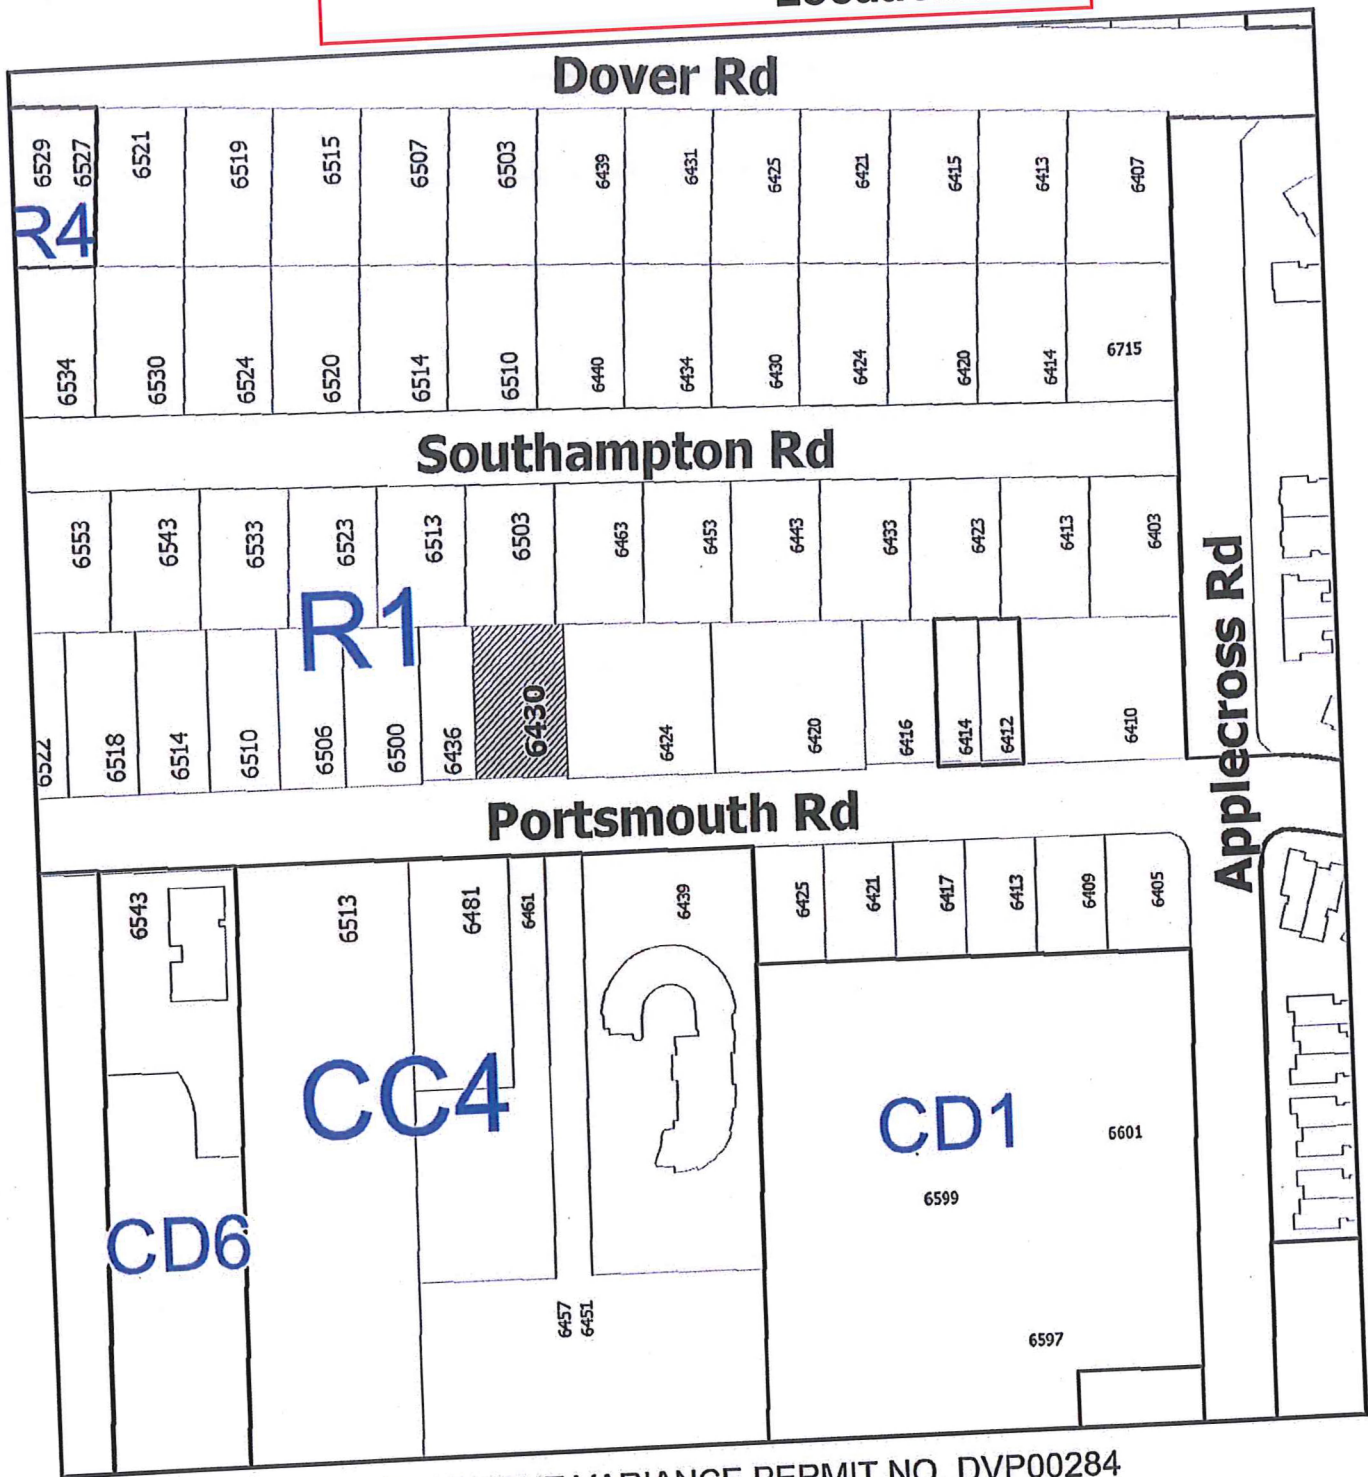 Dover Rd
6529 6527 6521 6519 6515 6507 6503 6439 6431 6425 6421 6415 6413 6407
R4
6534 6530 6524 6520 6514 6510 6440 6434 6430 6424 6420 6414 6715
Southampton Rd
6553 6543 6533 6523 6513 6503 6463 6453 6443 6433 6423 6413 6403
R1
Applecross Rd
6522 6518 6514 6510 6506 6500 6436 6430 6424 6420 6416 6414 6412 6410
Portsmouth Rd
6543 6513 6481 6461 6439 6425 6421 6417 6413 6409 6405
CC4
CD1
6601
6599
CD6
6457 6451
6597
VARIANCE PERMIT NO. DVP00284